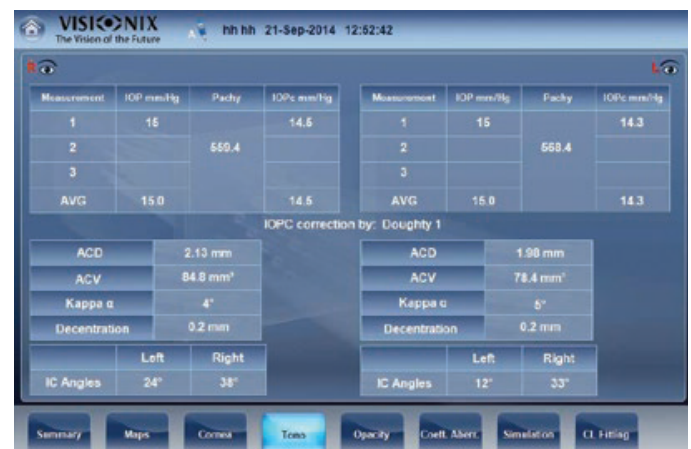 VISIONIX
The Vision of the Future
hh hh 21-Sep-2014 12:52:42
R L
Measurement IOP mm/Hg Pachy IOPc mm/Hg Measurement IOP mm/Hg Pachy IOPc mm/Hg
1 15 14.5 1 15 14.3
2 559.4 2 568.4
3 3
AVG 15.0 14.5 AVG 15.0 14.3
IOPC correction by: Doughty 1
ACD 2.13 mm ACD 1.98 mm
ACV 84.8 mm³ ACV 78.4 mm³
Kappa α 4° Kappa α 5°
Decentration 0.2 mm Decentration 0.2 mm
Left Right Left Right
IC Angles 24° 38° IC Angles 12° 33°
Summary Maps Cornea Tono Opacity Coeff. Aberr. Simulation CL Fitting